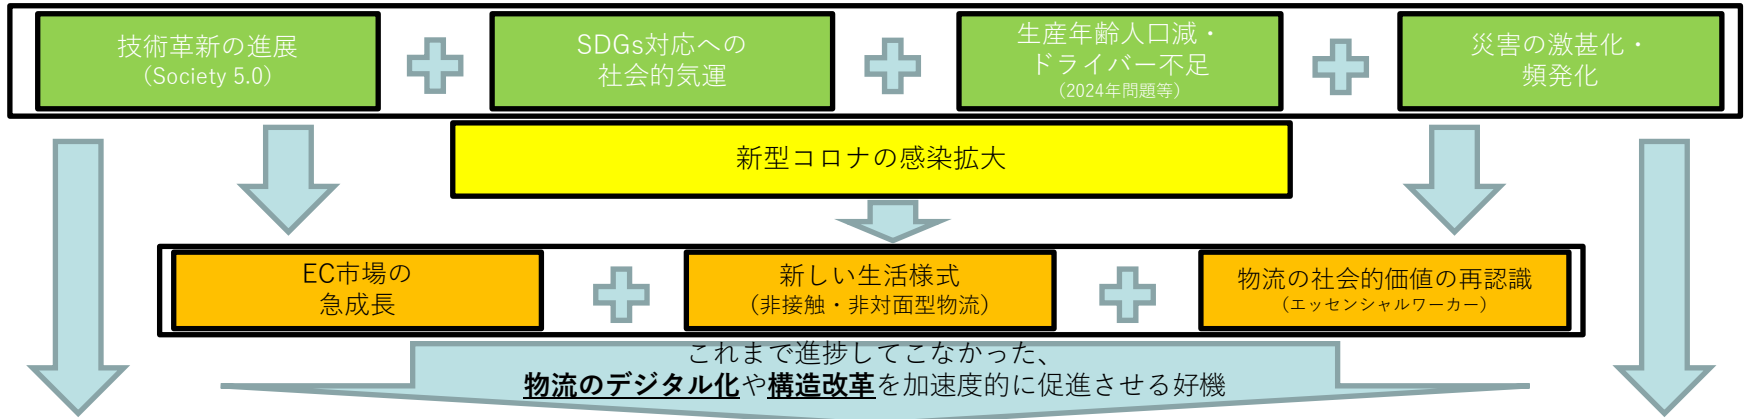 技術革新の進展
（Society 5.0）
SDGs対応への
社会的気運
生産年齢人口減・
ドライバー不足
（2024年問題等）
災害の激甚化・
頻発化
新型コロナの感染拡大
EC市場の
急成長
新しい生活様式
（非接触・非対面型物流）
物流の社会的価値の再認識
（エッセンシャルワーカー）
これまで進捗してこなかった、
物流のデジタル化や構造改革を加速度的に促進させる好機